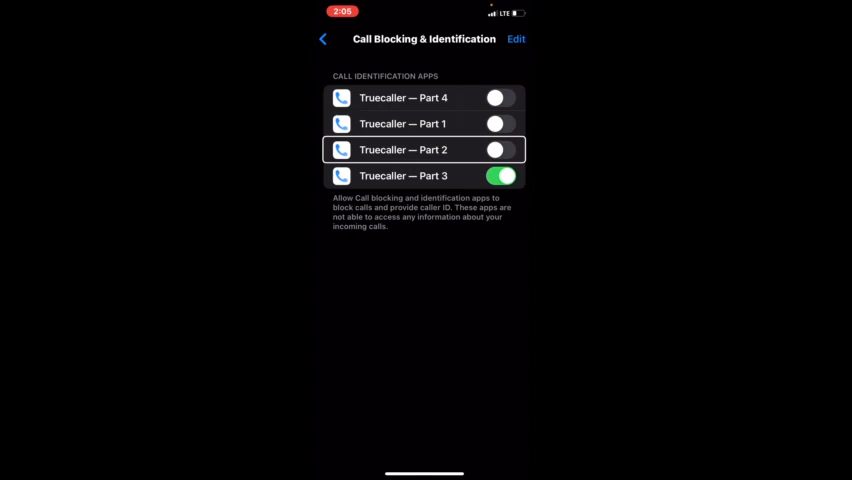 2:05
LTE
Call Blocking & Identification
Edit
CALL IDENTIFICATION APPS
Truecaller — Part 4
Truecaller — Part 1
Truecaller — Part 2
Truecaller — Part 3
Allow Call blocking and identification apps to
block calls and provide caller ID. These apps are
not able to access any information about your
incoming calls.